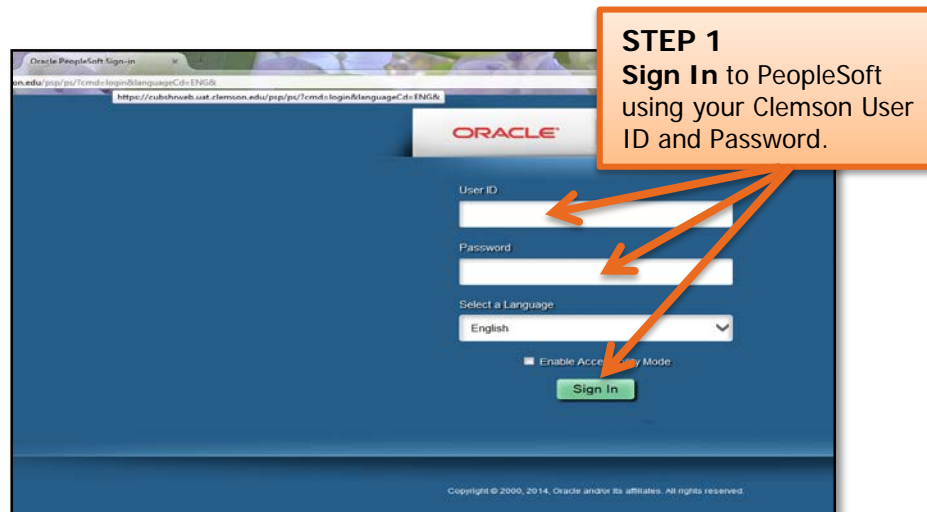 STEP 1
Sign In to PeopleSoft
using your Clemson User
ID and Password.
Oracle PeopleSoft Sign-in
on.edu/psp/ps/?cmd=login&languageCd=ENG&
https://cubshrweb.uat.clemson.edu/psp/ps/?cmd=login&languageCd=ENG&
ORACLE
User ID
Password
Select a Language
English
Enable Mode
Sign In
Copyright © 2000, 2014, Oracle and/or its affiliates. All rights reserved.